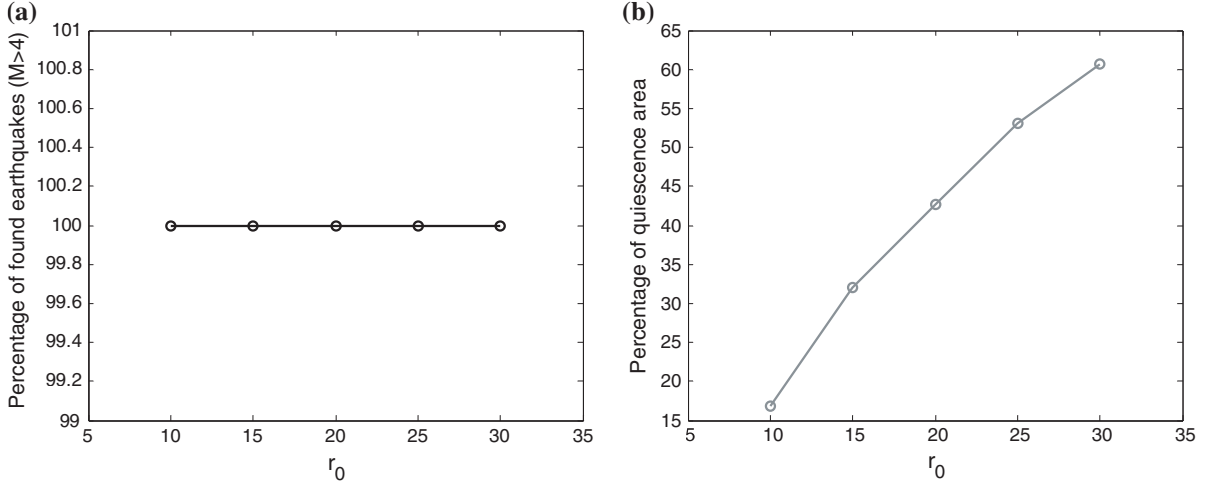 (a)
Percentage of found earthquakes (M>4)
101
100.8
100.6
100.4
100.2
100
99.8
99.6
99.4
99.2
99
5 10 15 20 25 30 35
r0
(b)
Percentage of quiescence area
65
60
55
50
45
40
35
30
25
20
15
5 10 15 20 25 30 35
r0